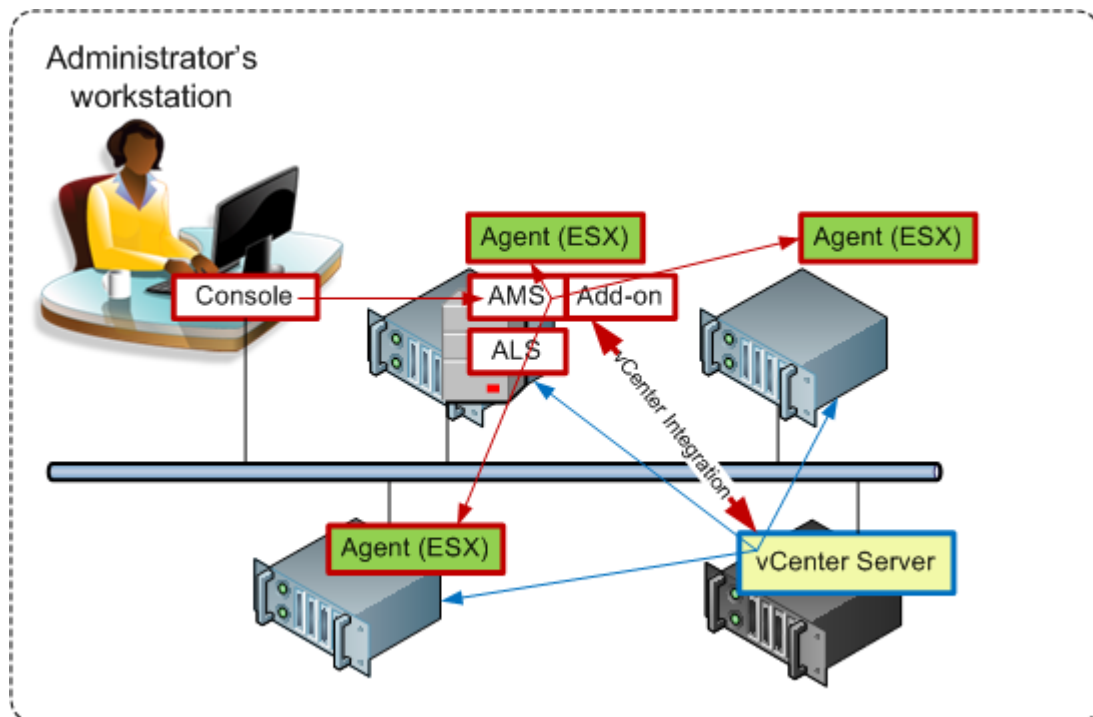 Administrator's
workstation
Agent (ESX)
Agent (ESX)
Console
AMS
Add-on
ALS
vCenter Integration
Agent (ESX)
vCenter Server